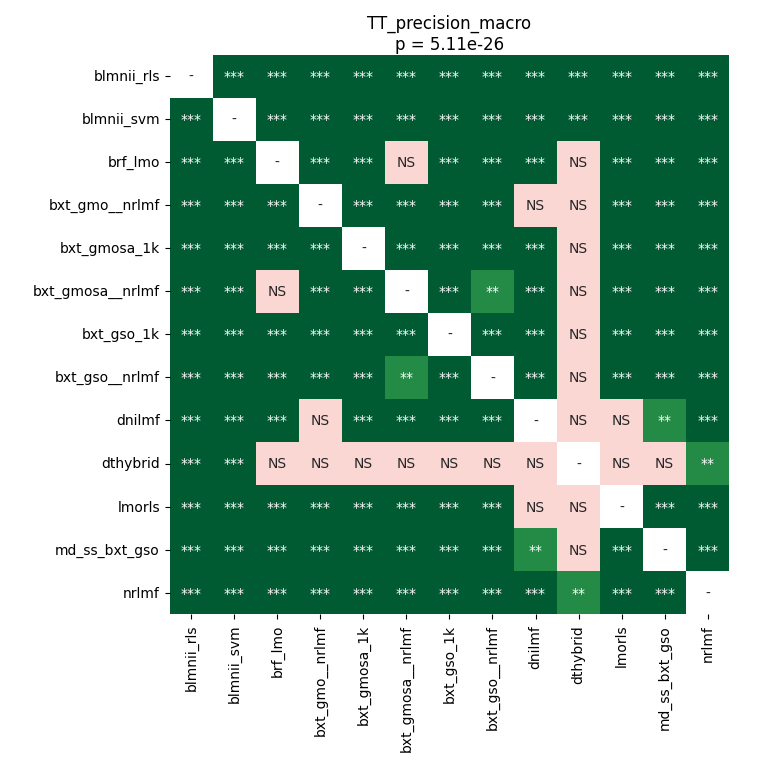 TT_precision_macro
p = 5.11e-26
blmnii_rls - *** *** *** *** *** *** *** *** *** *** *** ***
blmnii_svm *** - *** *** *** *** *** *** *** *** *** *** ***
brf_lmo *** *** - *** *** NS *** *** *** NS *** *** ***
bxt_gmo__nrlmf *** *** *** - *** *** *** *** NS NS *** *** ***
bxt_gmosa_1k *** *** *** *** - *** *** *** *** NS *** *** ***
bxt_gmosa__nrlmf *** *** NS *** *** - *** ** *** NS *** *** ***
bxt_gso_1k *** *** *** *** *** *** - *** *** NS *** *** ***
bxt_gso__nrlmf *** *** *** *** *** ** *** - *** NS *** *** ***
dnilmf *** *** *** NS *** *** *** *** - NS NS ** ***
dthybrid *** *** NS NS NS NS NS NS NS - NS NS **
lmorls *** *** *** *** *** *** *** *** NS NS - *** ***
md_ss_bxt_gso *** *** *** *** *** *** *** *** ** NS *** - ***
nrlmf *** *** *** *** *** *** *** *** *** ** *** *** -
blmnii_rls
blmnii_svm
brf_lmo
bxt_gmo__nrlmf
bxt_gmosa_1k
bxt_gmosa__nrlmf
bxt_gso_1k
bxt_gso__nrlmf
dnilmf
dthybrid
lmorls
md_ss_bxt_gso
nrlmf